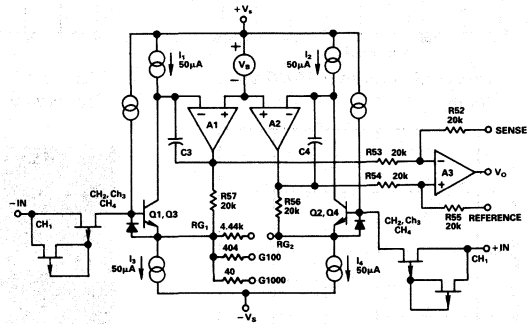 +Vs
I1 50μA
VB
I2 50μA
+
−
− A1 +
+ A2 −
C3
C4
R52 20k
SENSE
R53 20k
R54 20k
− A3 +
VO
R55 20k
REFERENCE
R57 20k
R56 20k
−IN
CH1
CH2, Ch3 CH4
Q1, Q3
Q2, Q4
CH2, Ch3 CH4
+IN
CH1
RG1
4.44k
RG2
404
G100
40
G1000
I3 50μA
I4 50μA
−Vs